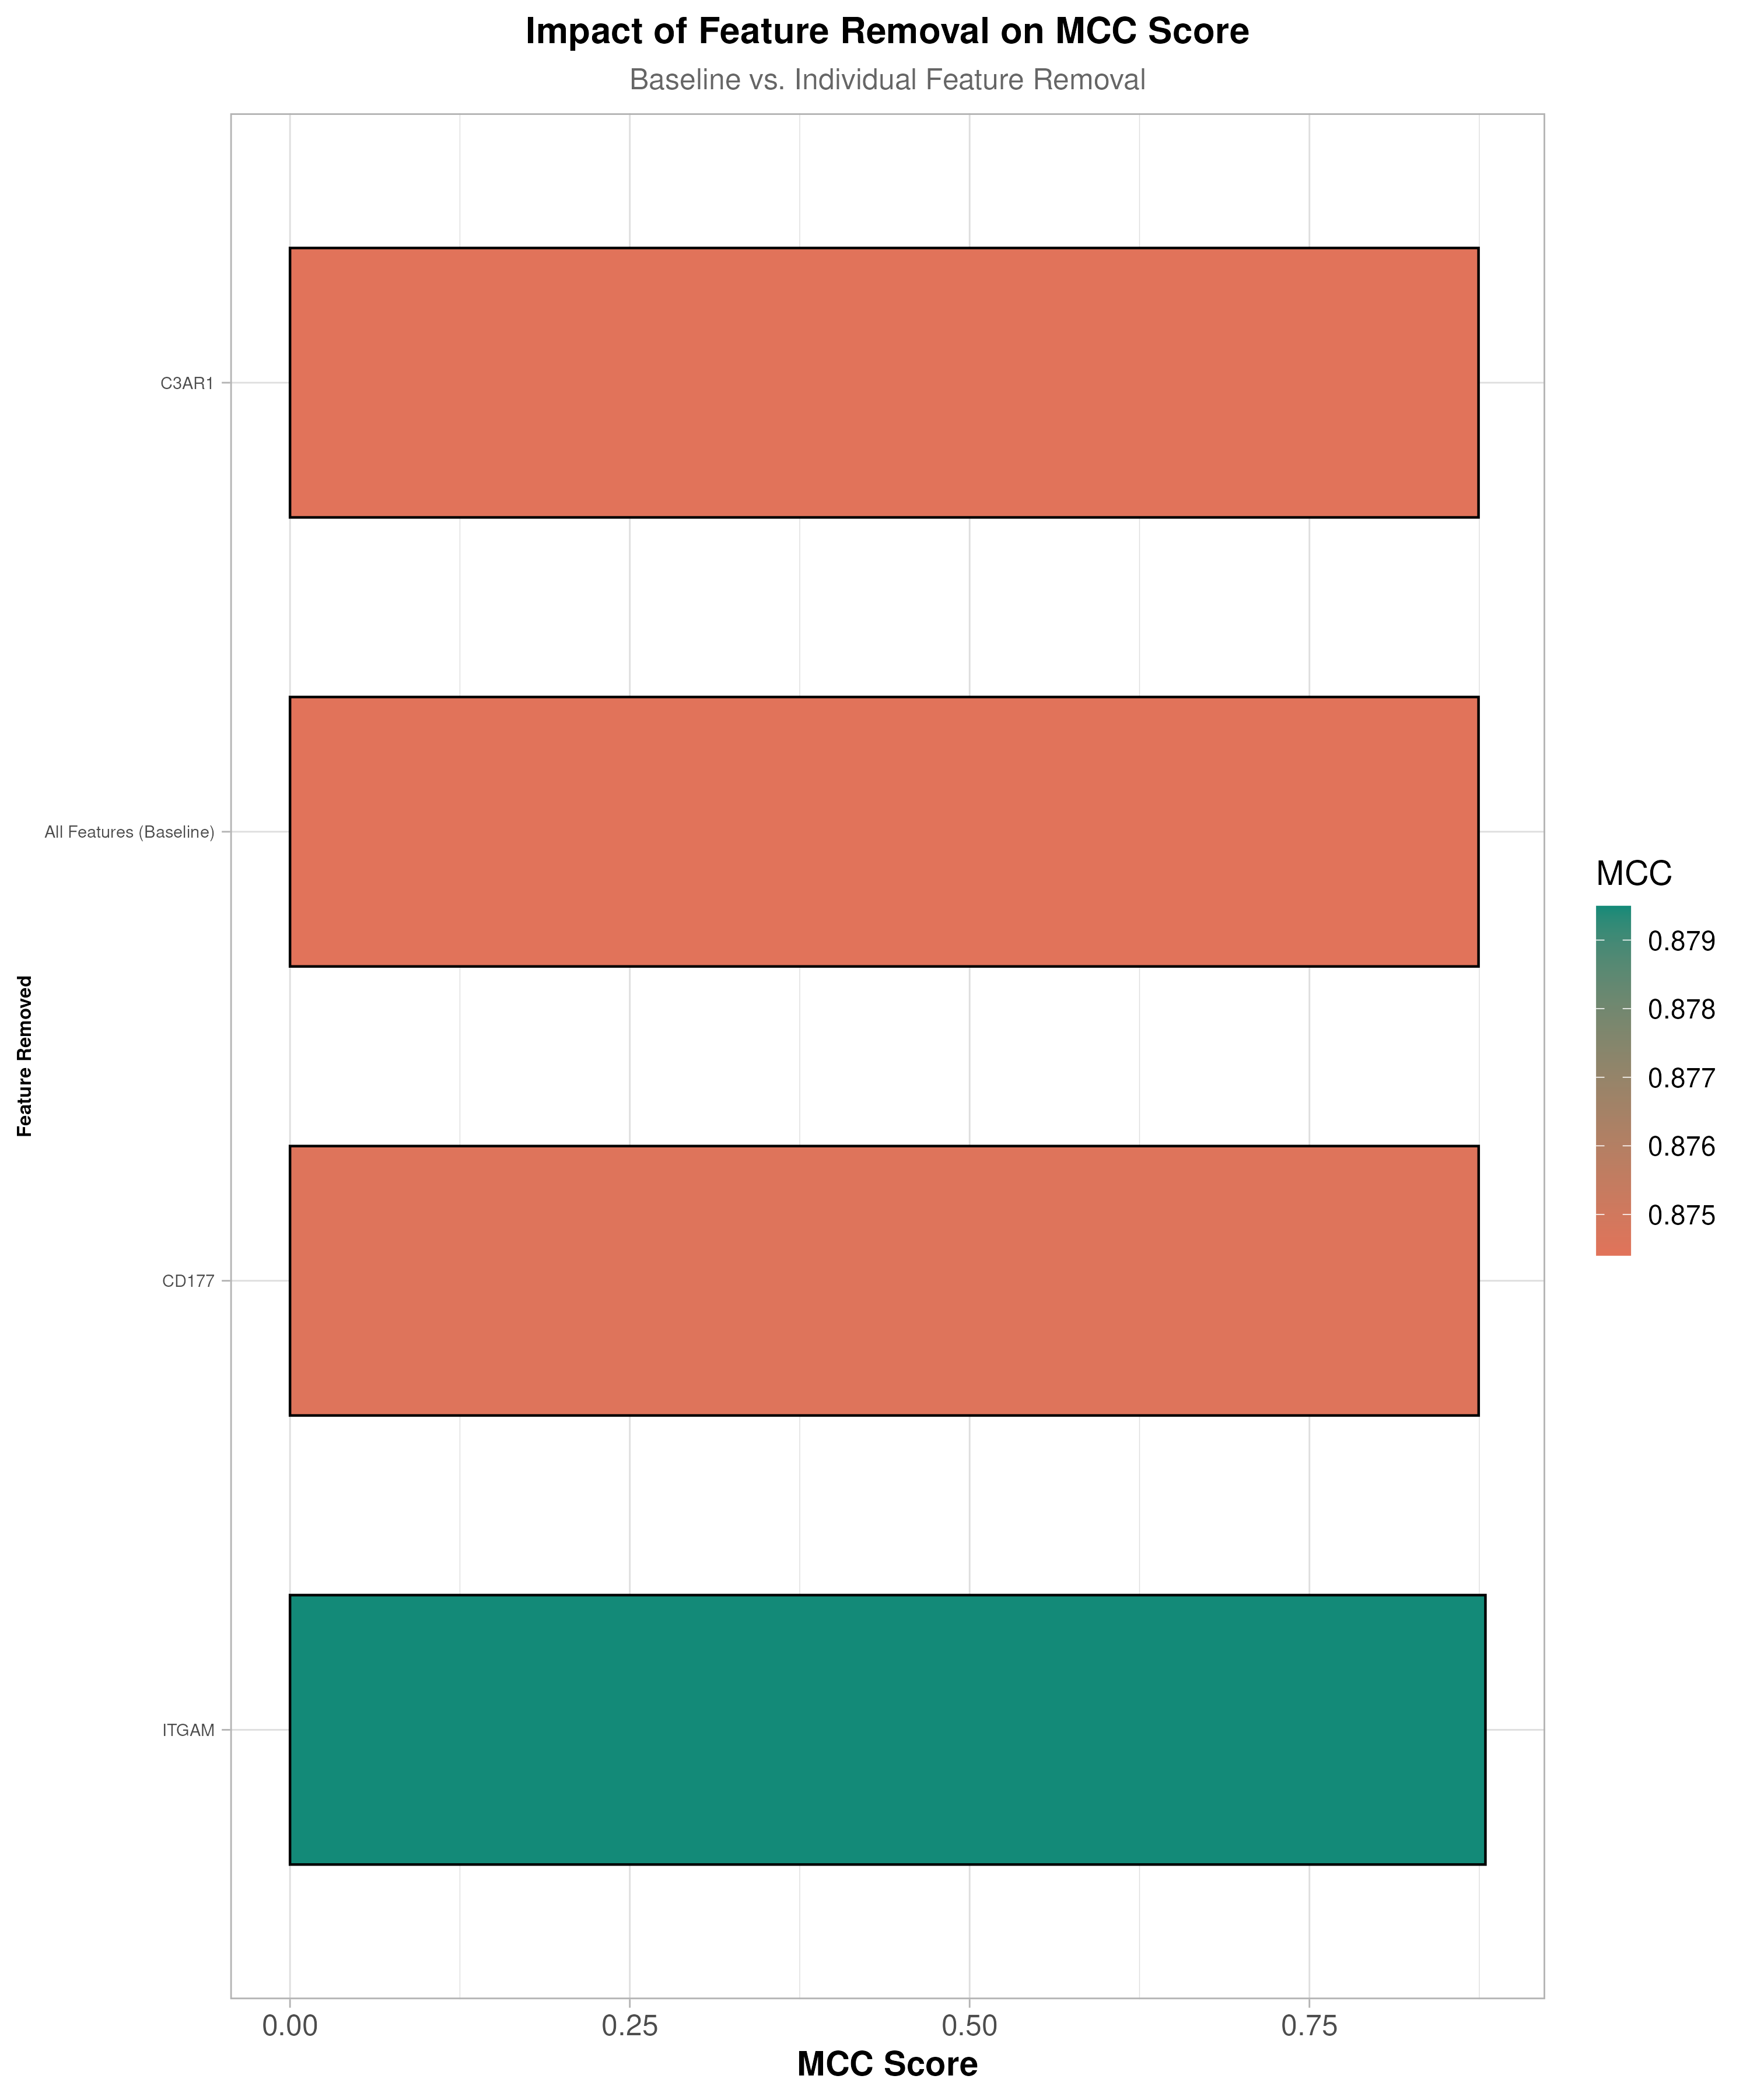 Impact of Feature Removal on MCC Score
Baseline vs. Individual Feature Removal
Feature Removed
C3AR1
All Features (Baseline)
CD177
ITGAM
0.00
0.25
0.50
0.75
MCC Score
MCC
0.879
0.878
0.877
0.876
0.875